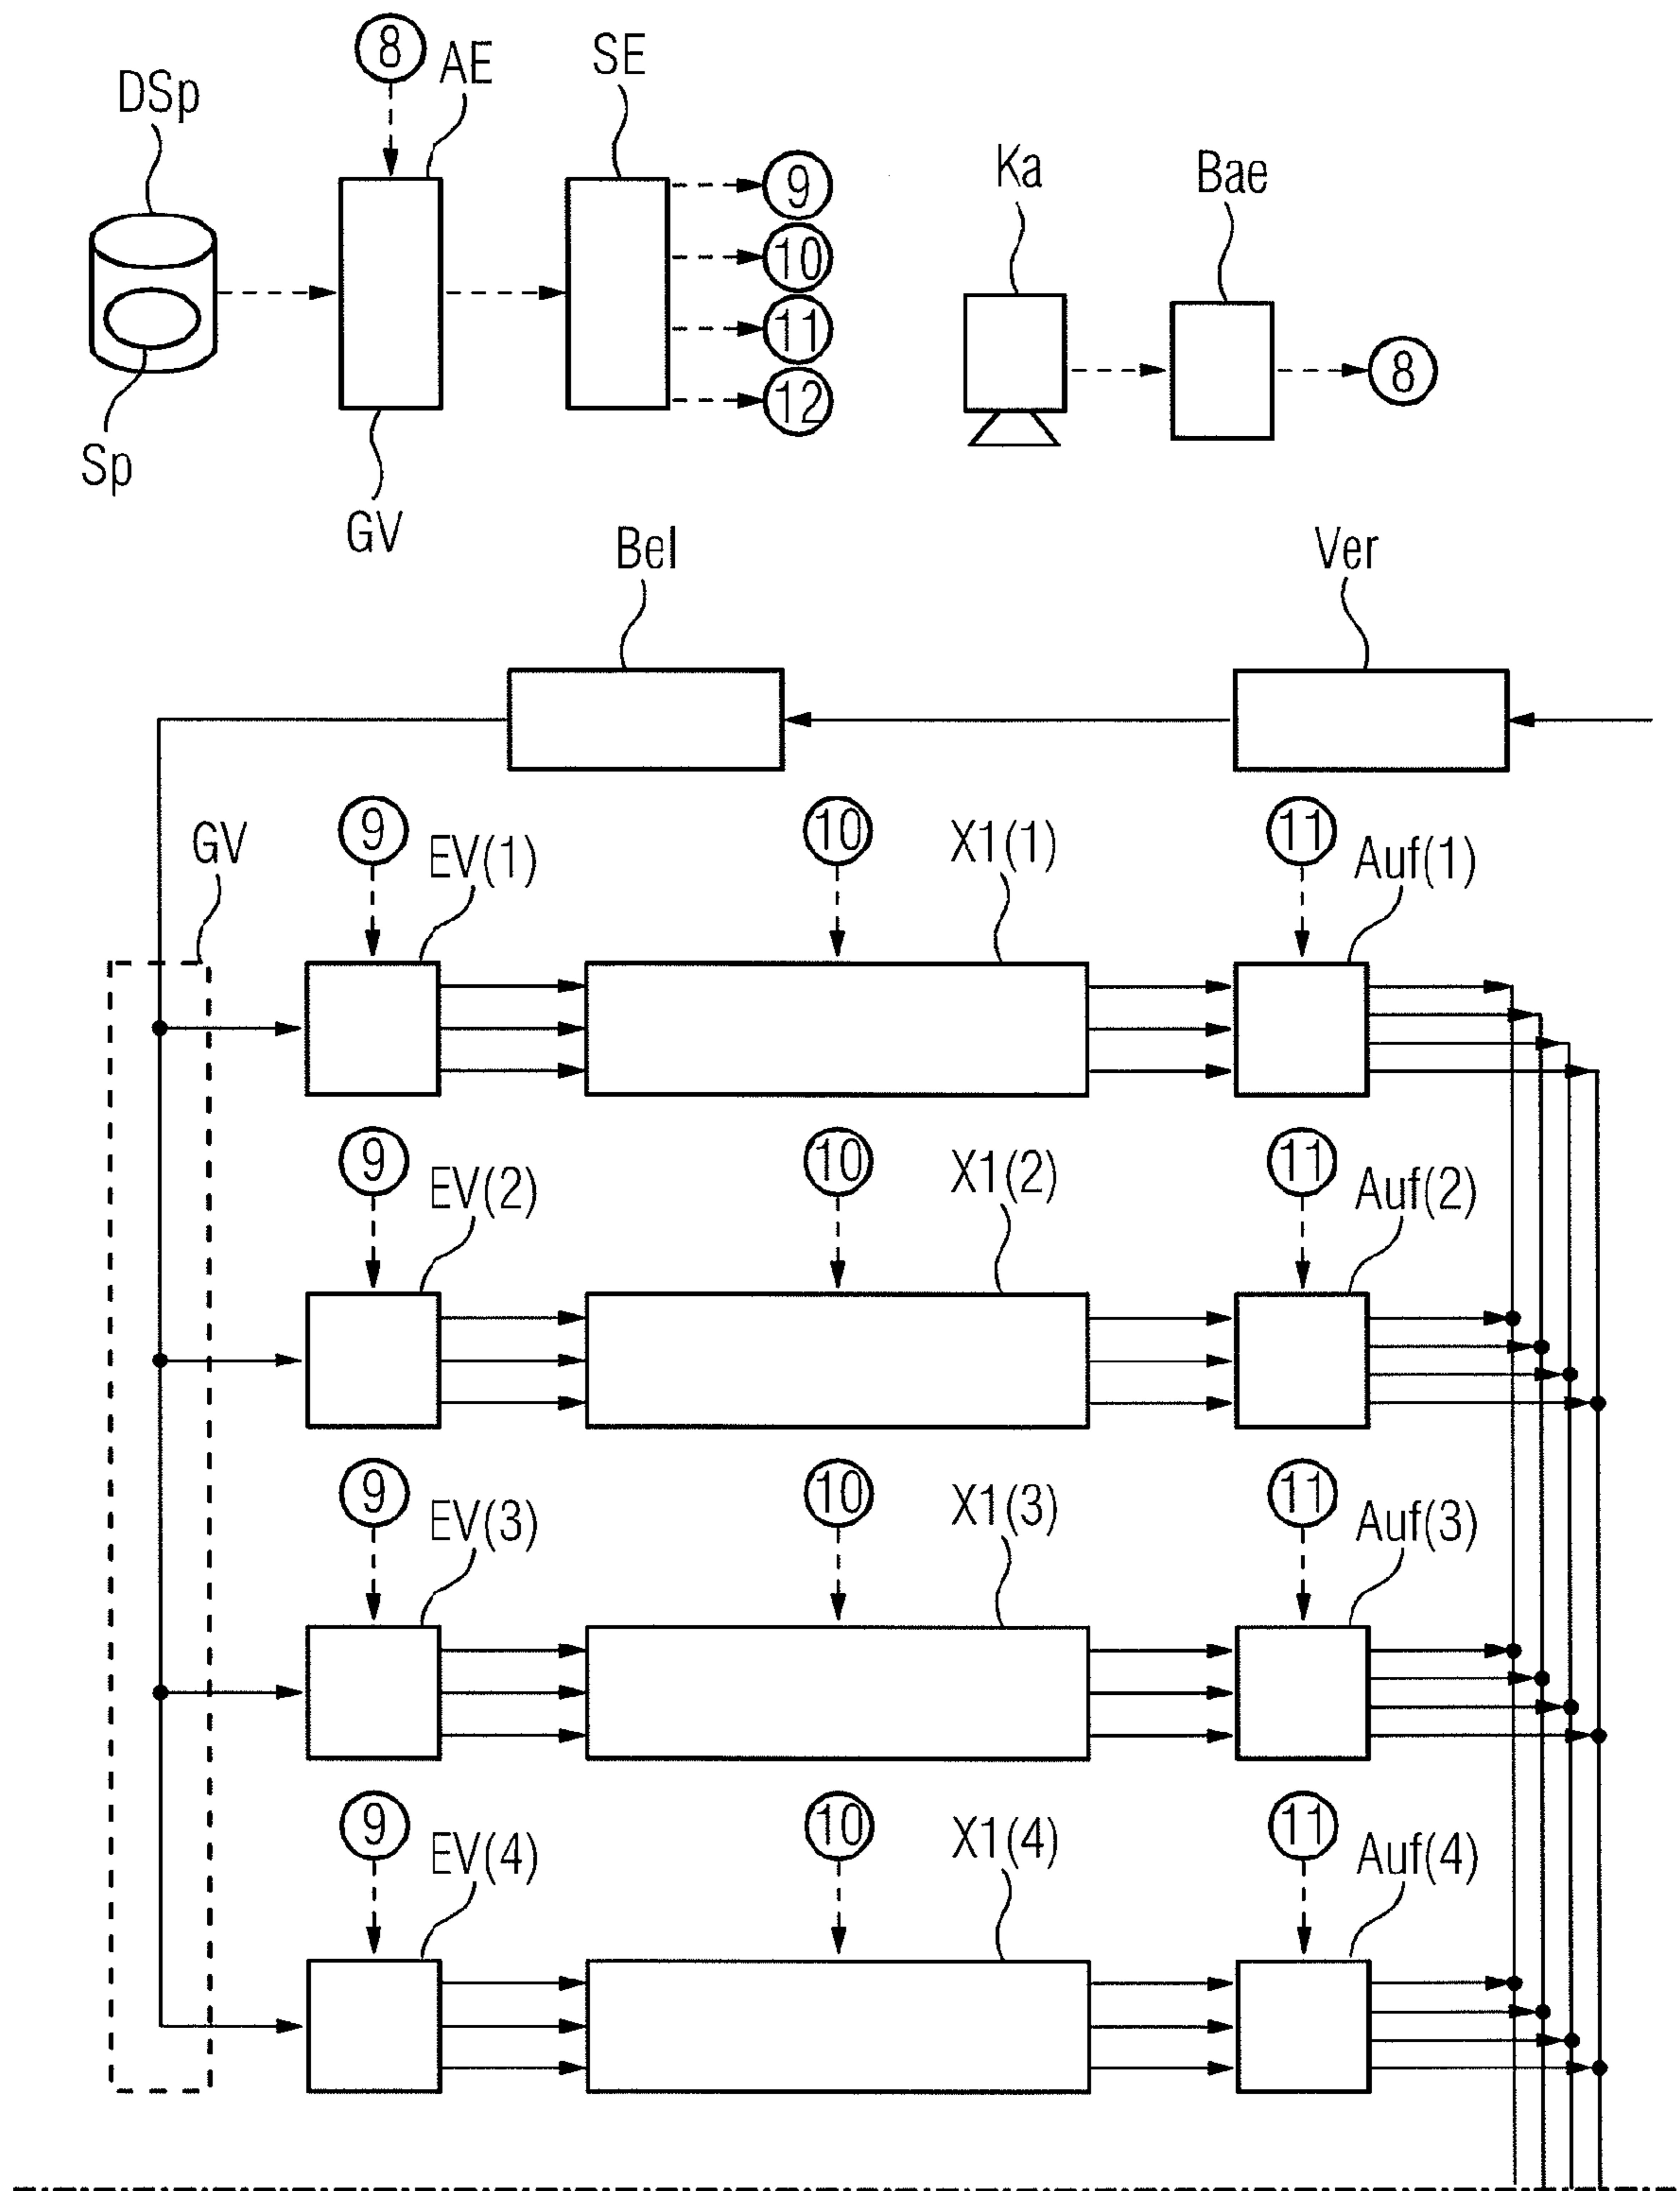 8
AE
SE
DSp
9
Ka
Bae
10
11
8
12
Sp
GV
Bel
Ver
GV
9
EV(1)
10
X1(1)
11
Auf(1)
9
EV(2)
10
X1(2)
11
Auf(2)
9
EV(3)
10
X1(3)
11
Auf(3)
9
EV(4)
10
X1(4)
11
Auf(4)